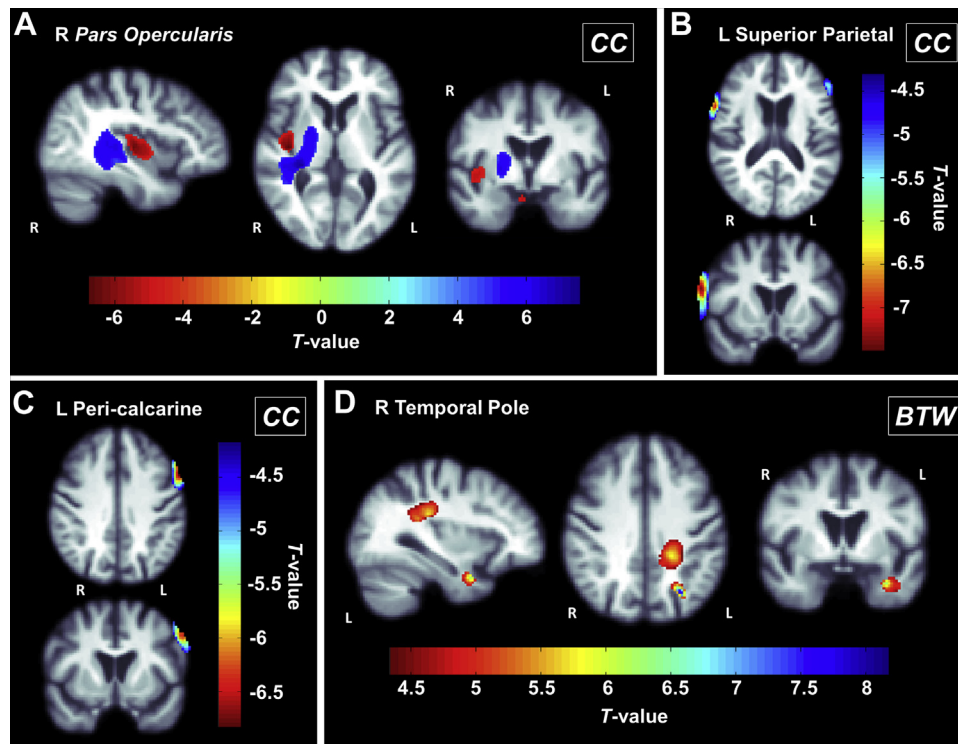 A
R Pars Opercularis
CC
R
L
R
R
L
-6
-4
-2
0
2
4
6
T-value
B
L Superior Parietal
CC
R
L
-4.5
-5
-5.5
-6
-6.5
-7
T-value
C
L Peri-calcarine
CC
R
L
-4.5
-5
-5.5
-6
-6.5
T-value
D
R Temporal Pole
BTW
R
L
L
R
L
4.5
5
5.5
6
6.5
7
7.5
8
T-value